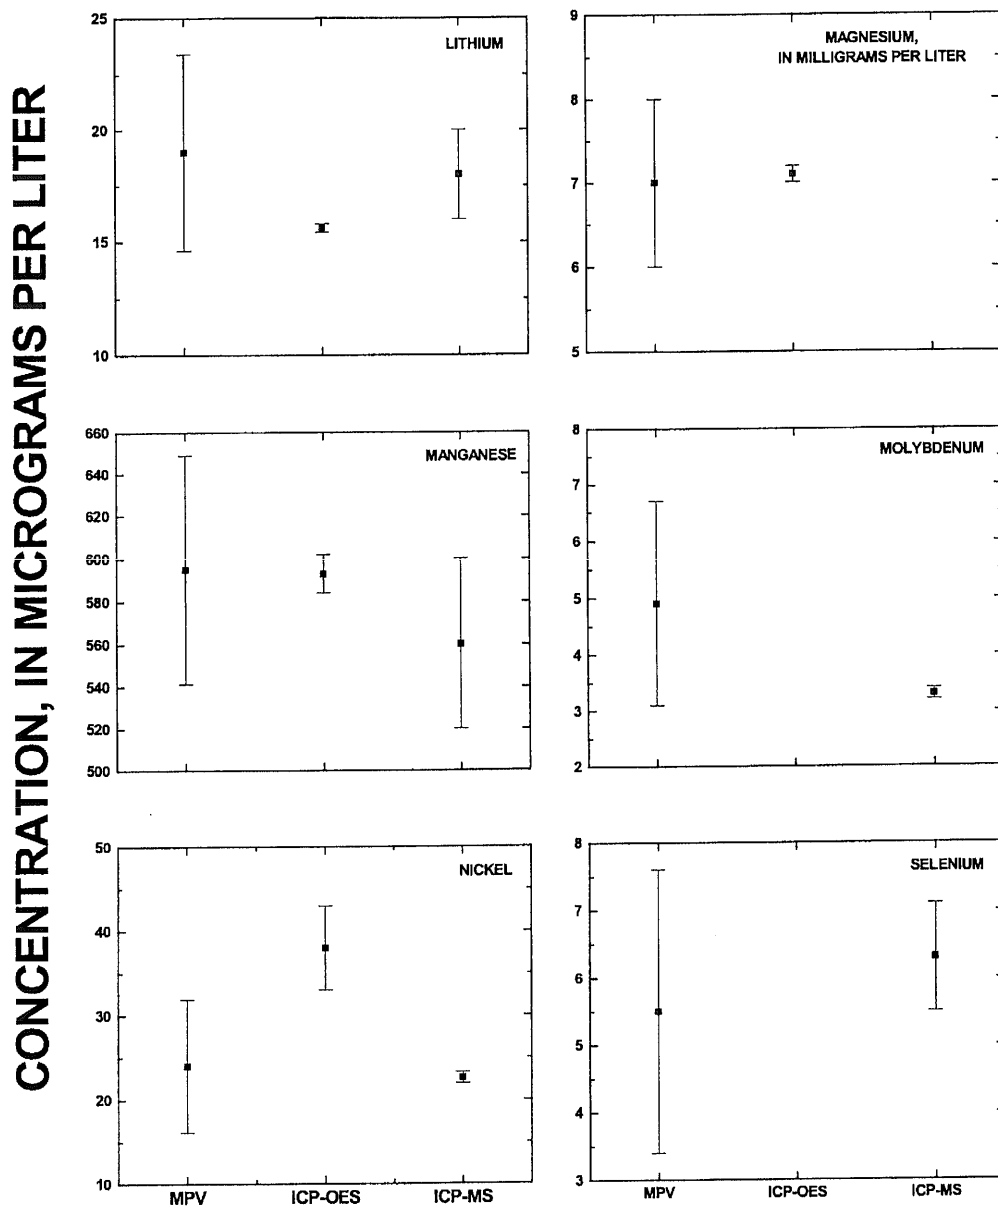 CONCENTRATION, IN MICROGRAMS PER LITER
25
20
15
10
LITHIUM
9
8
7
6
5
MAGNESIUM,
IN MILLIGRAMS PER LITER
660
640
620
600
580
560
540
520
500
MANGANESE
8
7
6
5
4
3
2
MOLYBDENUM
50
40
30
20
10
NICKEL
MPV
ICP-OES
ICP-MS
8
7
6
5
4
3
SELENIUM
MPV
ICP-OES
ICP-MS